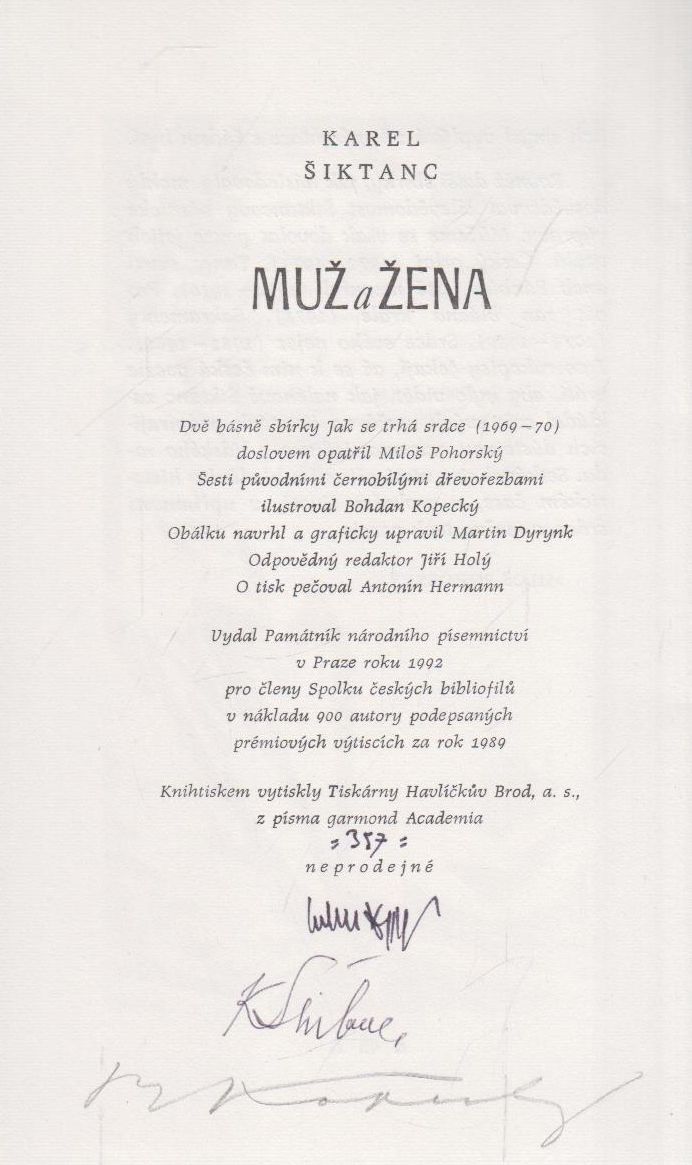 KAREL
ŠIKTANC
MUŽ a ŽENA
Dvě básně sbírky Jak se trhá srdce (1969–70)
doslovem opatřil Miloš Pohorský
Šesti původními černobílými dřevořezbami
ilustroval Bohdan Kopecký
Obálku navrhl a graficky upravil Martin Dyrynk
Odpovědný redaktor Jiří Holý
O tisk pečoval Antonín Hermann
Vydal Památník národního písemnictví
v Praze roku 1992
pro členy Spolku českých bibliofilů
v nákladu 900 autory podepsaných
prémiových výtiscích za rok 1989
Knihtiskem vytiskly Tiskárny Havlíčkův Brod, a. s.,
z písma garmond Academia
= 357 =
neprodejné
K Šiktanc